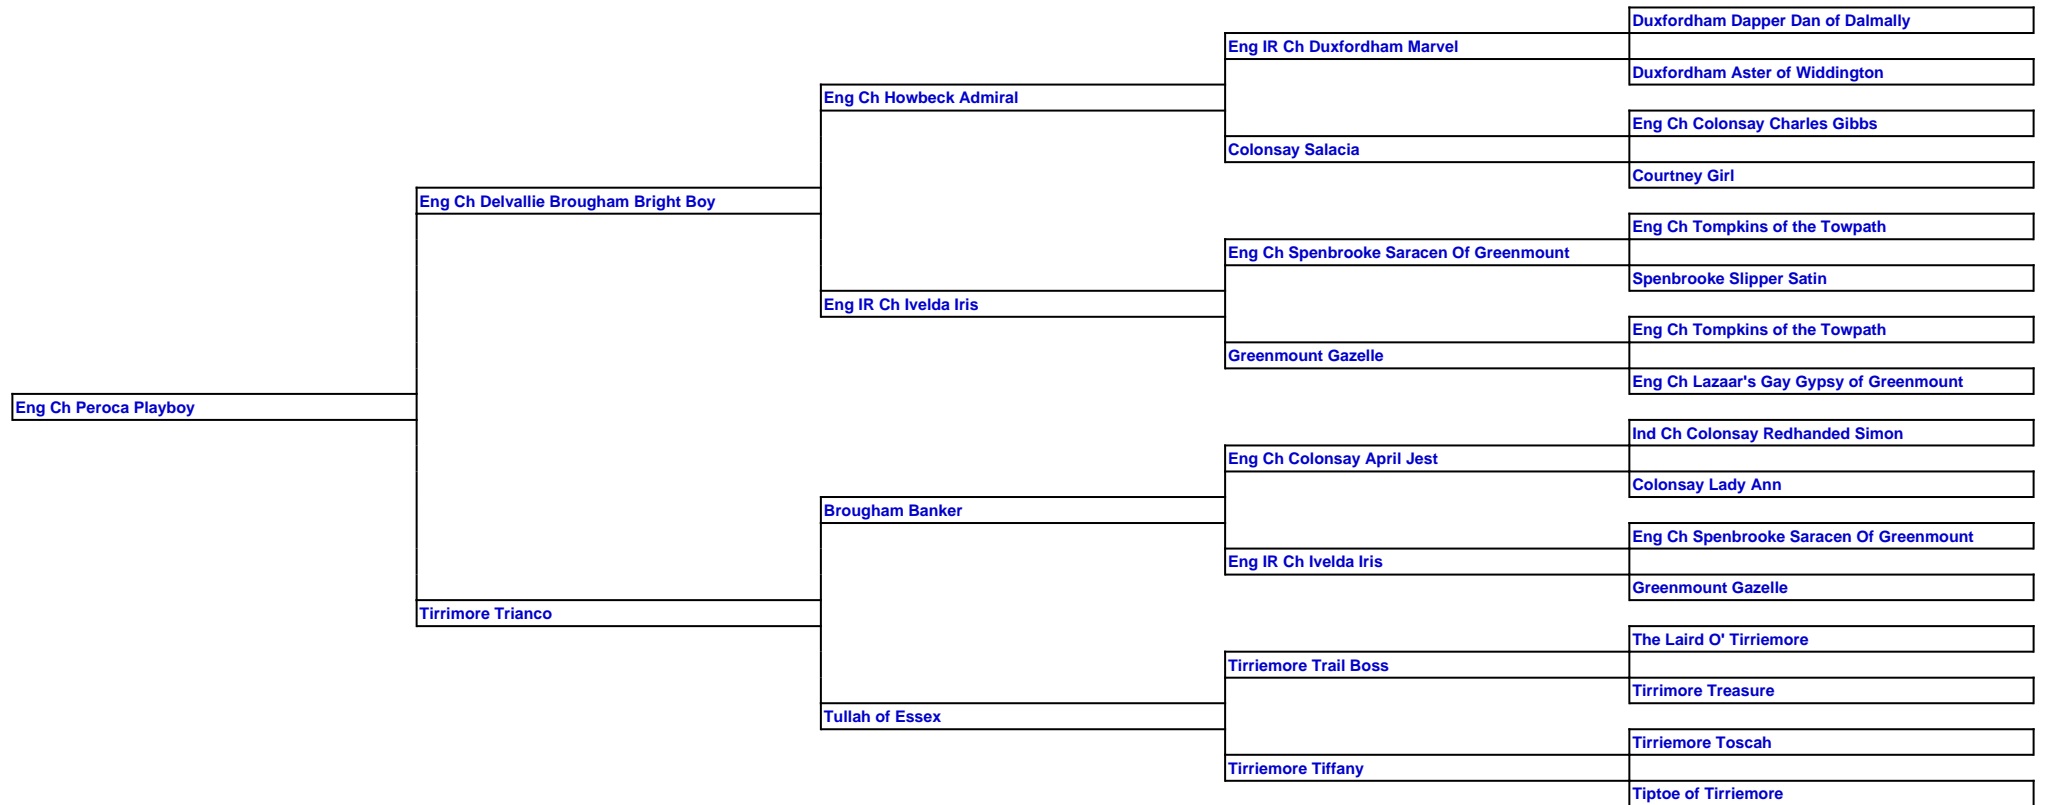 Duxfordham Dapper Dan of Dalmally
Eng IR Ch Duxfordham Marvel
Duxfordham Aster of Widdington
Eng Ch Howbeck Admiral
Eng Ch Colonsay Charles Gibbs
Colonsay Salacia
Courtney Girl
Eng Ch Delvallie Brougham Bright Boy
Eng Ch Tompkins of the Towpath
Eng Ch Spenbrooke Saracen Of Greenmount
Spenbrooke Slipper Satin
Eng IR Ch Ivelda Iris
Eng Ch Tompkins of the Towpath
Greenmount Gazelle
Eng Ch Lazaar's Gay Gypsy of Greenmount
Eng Ch Peroca Playboy
Ind Ch Colonsay Redhanded Simon
Eng Ch Colonsay April Jest
Colonsay Lady Ann
Brougham Banker
Eng Ch Spenbrooke Saracen Of Greenmount
Eng IR Ch Ivelda Iris
Greenmount Gazelle
Tirrimore Trianco
The Laird O' Tirriemore
Tirriemore Trail Boss
Tirrimore Treasure
Tullah of Essex
Tirriemore Toscah
Tirriemore Tiffany
Tiptoe of Tirriemore